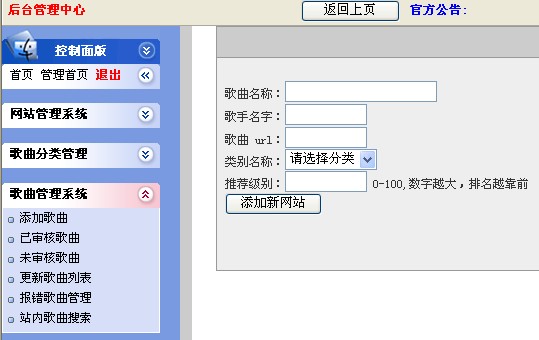 后台管理中心 返回上页 官方公告:
控制面版
首页 管理首页 退出
网站管理系统
歌曲分类管理
歌曲管理系统
添加歌曲
已审核歌曲
未审核歌曲
更新歌曲列表
报错歌曲管理
站内歌曲搜索
歌曲名称:
歌手名字:
歌曲 url:
类别名称: 请选择分类
推荐级别: 0-100,数字越大，排名越靠前
添加新网站